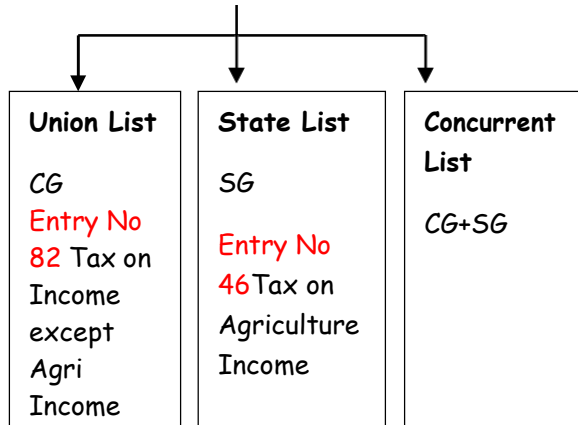 Union List
CG
Entry No
82 Tax on
Income
except
Agri
Income
State List
SG
Entry No
46Tax on
Agriculture
Income
Concurrent
List
CG+SG